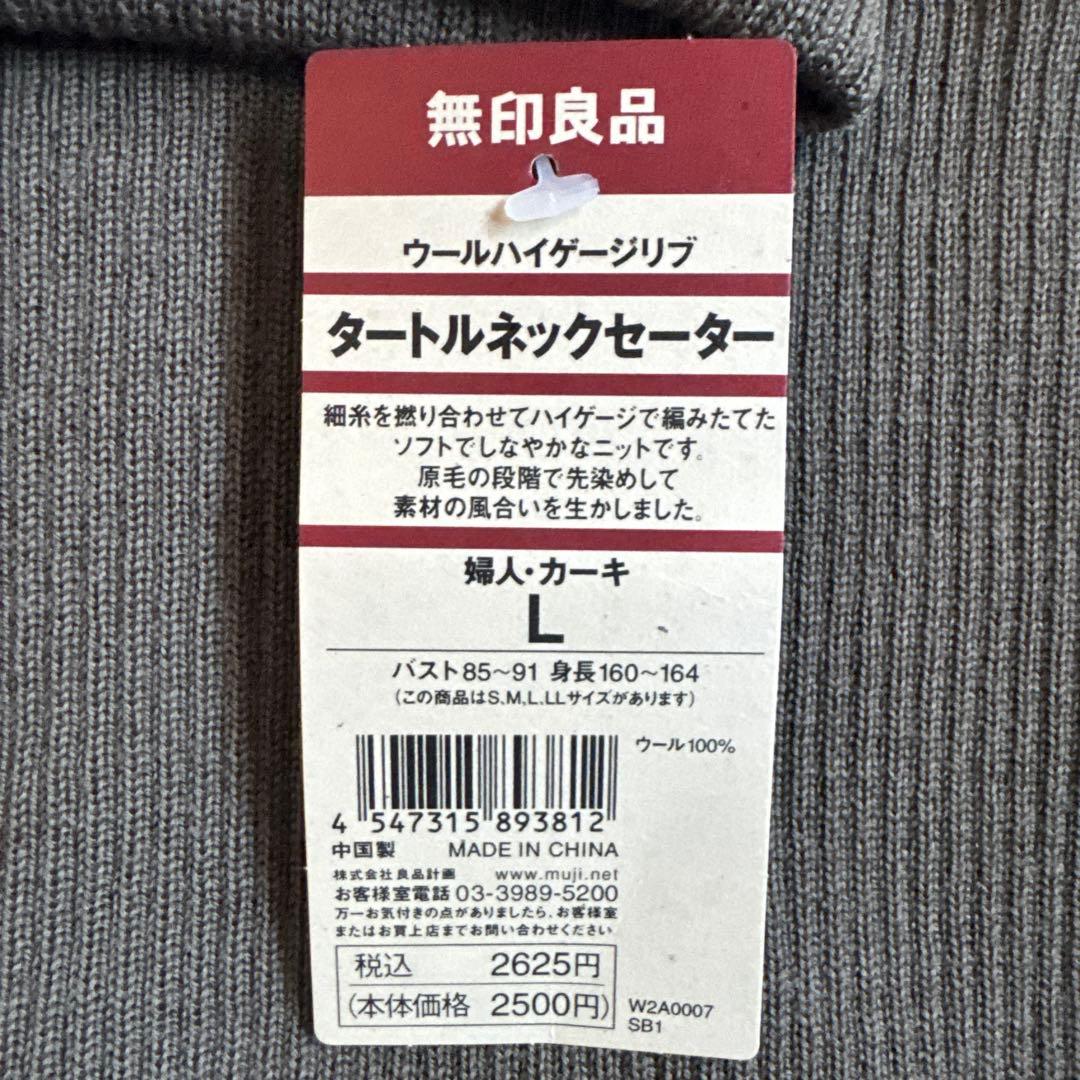 無印良品
ウールハイゲージリブ
タートルネックセーター
細糸を撚り合わせてハイゲージで編みたてた
ソフトでしなやかなニットです。
原毛の段階で先染めして
素材の風合いを生かしました。
婦人・カーキ
L
バスト85～91 身長160～164
(この商品はS、M、L、LLサイズがあります)
ウール100%
4 547315 893812
中国製 MADE IN CHINA
株式会社良品計画 www.muji.net
お客様室電話 03-3989-5200
万一お気付きの点がありましたら、お客様室
またはお買上店までお問い合わせください
税込 2625円
(本体価格 2500円)
W2A0007
SB1